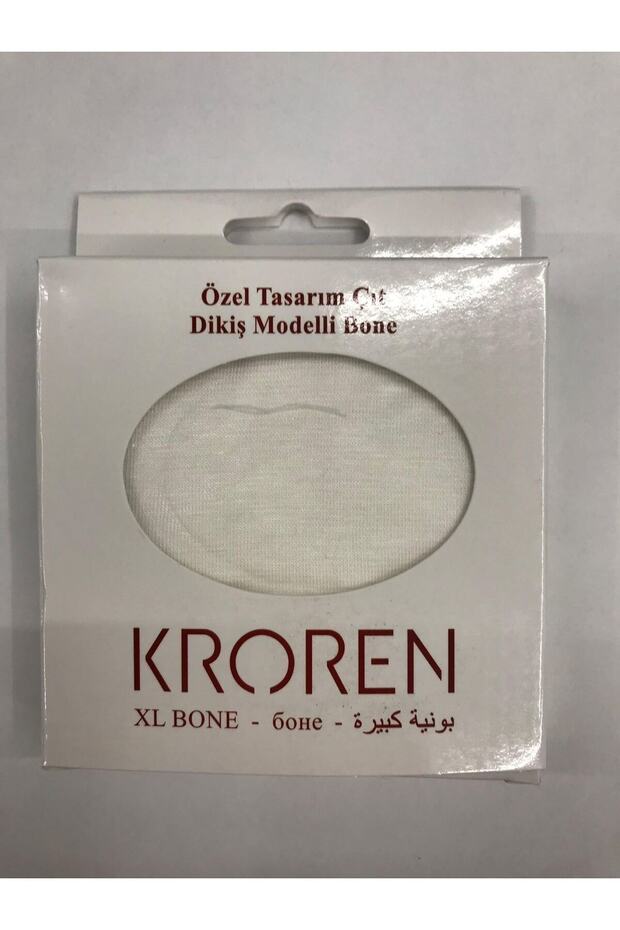 Özel Tasarım Çıt
Dikiş Modelli Bone
KROREN
XL BONE - боне - بونية كبيرة